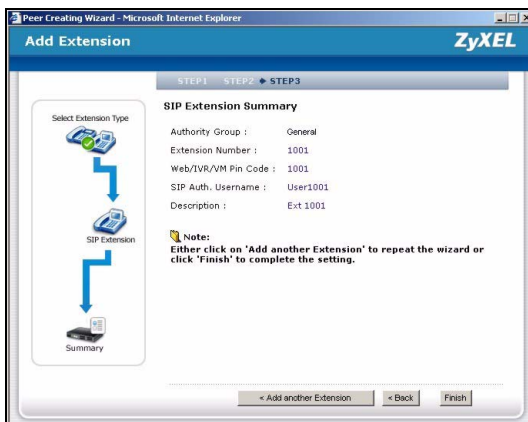 Peer Creating Wizard - Microsoft Internet Explorer
Add Extension
ZyXEL
STEP1 STEP2 STEP3
Select Extension Type
SIP Extension
Summary
SIP Extension Summary
Authority Group : General
Extension Number : 1001
Web/IVR/VM Pin Code : 1001
SIP Auth. Username : User1001
Description : Ext 1001
Note:
Either click on 'Add another Extension' to repeat the wizard or
click 'Finish' to complete the setting.
< Add another Extension
< Back
Finish